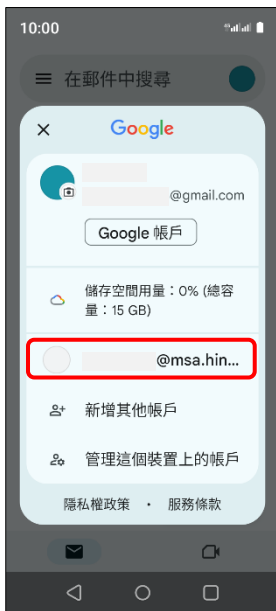 10:00
在郵件中搜尋
Google
@gmail.com
Google 帳戶
儲存空間用量：0% (總容
量：15 GB)
@msa.hin...
新增其他帳戶
管理這個裝置上的帳戶
隱私權政策 · 服務條款